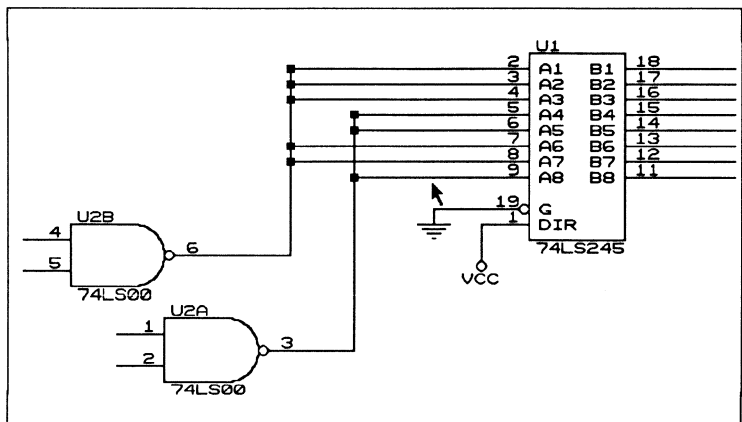 U1
2 A1 B1 18
3 A2 B2 17
4 A3 B3 16
5 A4 B4 15
6 A5 B5 14
7 A6 B6 13
8 A7 B7 12
9 A8 B8 11
19 G
1 DIR
74LS245
VCC
U2B
4
5
6
74LS00
U2A
1
2
3
74LS00